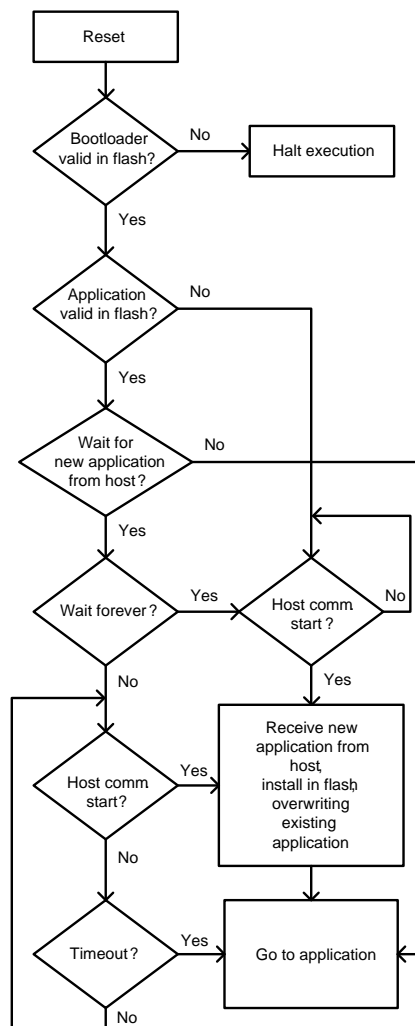 Reset
Bootloader
valid in flash?
No
Halt execution
Yes
Application
valid in flash?
No
Yes
Wait for
new application
from host?
No
Yes
Wait forever?
Yes
Host comm.
start?
No
No
Yes
Host comm.
start?
Yes
Receive new
application from
host,
install in flash,
overwriting
existing
application
No
Timeout?
Yes
Go to application
No